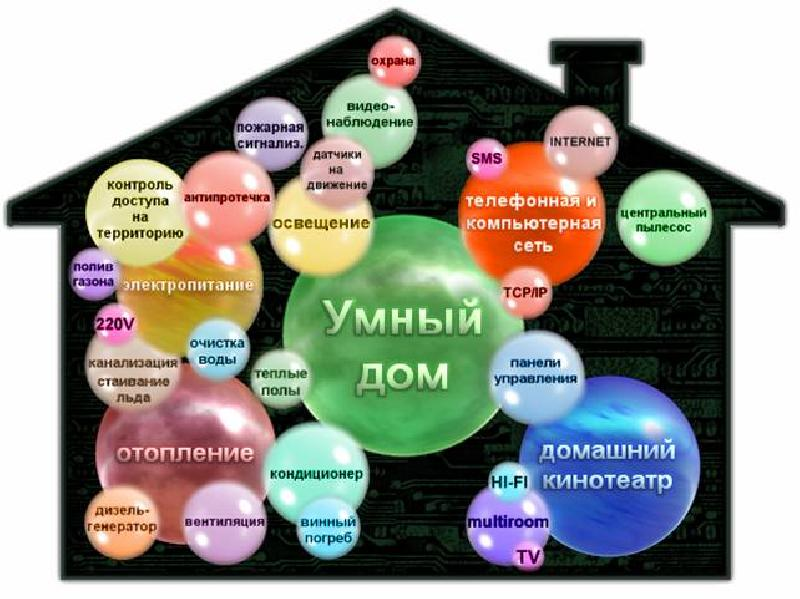 охрана
видео-
наблюдение
пожарная
сигнализ.
датчики
на
движение
SMS
INTERNET
контроль
доступа
на
территорию
антипротечка
освещение
телефонная и
компьютерная
сеть
центральный
пылесос
полив
газона
электропитание
TCP/IP
220V
Умный
дом
очистка
воды
канализация
стаивание
льда
теплые
полы
панели
управления
отопление
кондиционер
домашний
кинотеатр
HI-FI
дизель-
генератор
вентиляция
винный
погреб
multiroom
TV